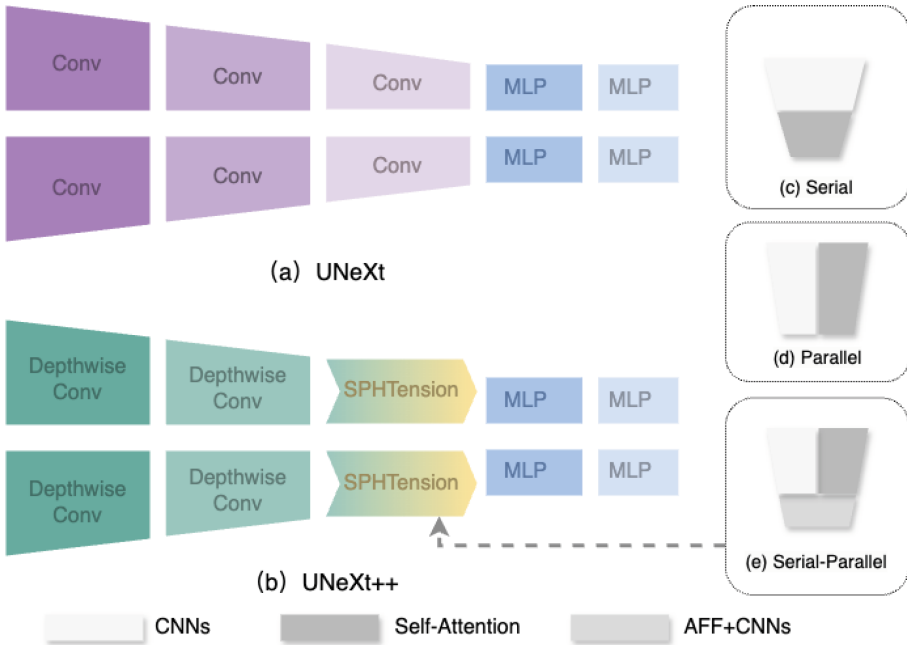 Conv
Conv
Conv
MLP
MLP
Conv
Conv
Conv
MLP
MLP
(a) UNeXt
Depthwise
Conv
Depthwise
Conv
SPHTension
MLP
MLP
Depthwise
Conv
Depthwise
Conv
SPHTension
MLP
MLP
(b) UNeXt++
(c) Serial
(d) Parallel
(e) Serial-Parallel
CNNs
Self-Attention
AFF+CNNs